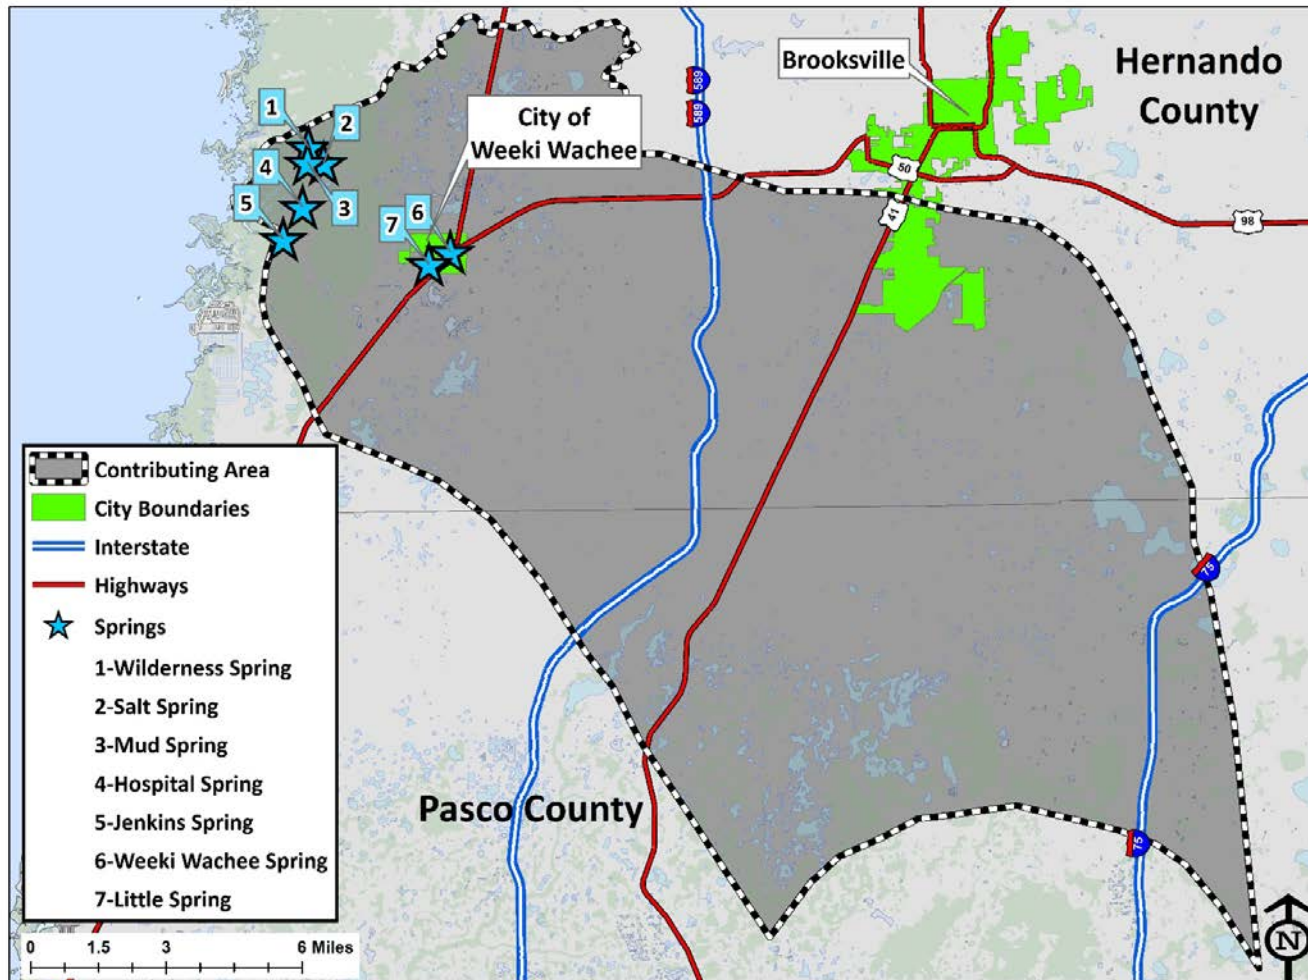 589
589
Hernando
County
Brooksville
City of
Weeki Wachee
1
2
4
3
5
7
6
50
41
98
75
75
Pasco County
Contributing Area
City Boundaries
Interstate
Highways
Springs
1-Wilderness Spring
2-Salt Spring
3-Mud Spring
4-Hospital Spring
5-Jenkins Spring
6-Weeki Wachee Spring
7-Little Spring
0 1.5 3 6 Miles
N